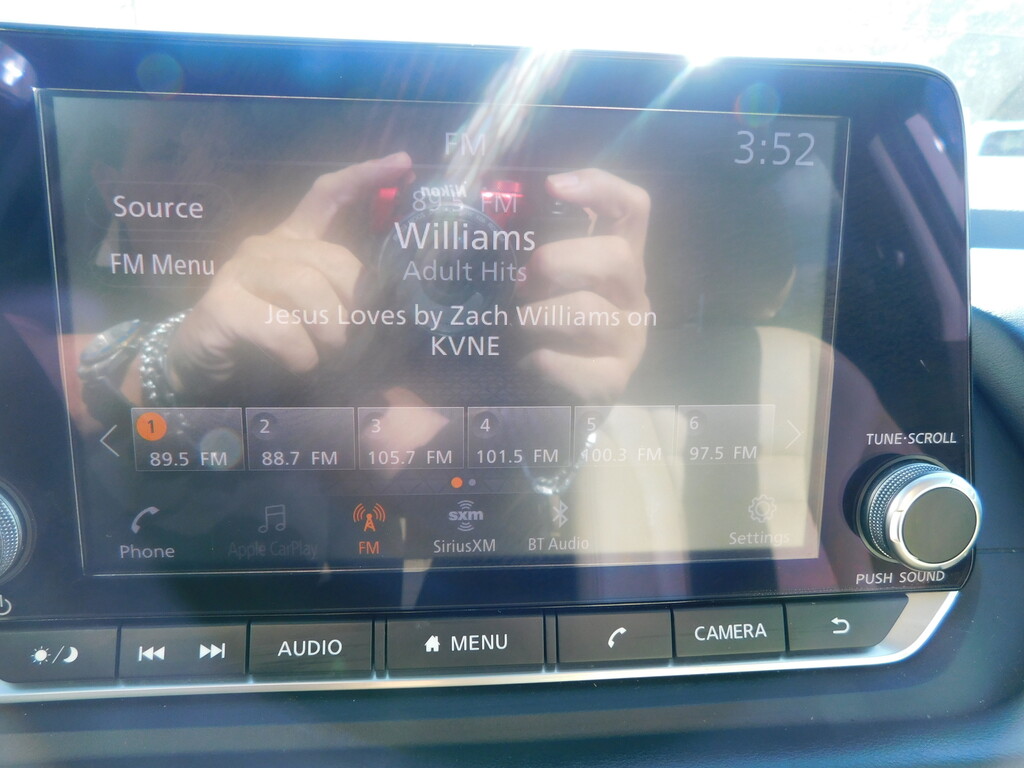 FM
3:52
Nikon
89.5 FM
Source
Williams
FM Menu
Adult Hits
Jesus Loves by Zach Williams on
KVNE
1 2 3 4 5 6
89.5 FM 88.7 FM 105.7 FM 101.5 FM 100.3 FM 97.5 FM
TUNE·SCROLL
sxm
Phone Apple CarPlay FM SiriusXM BT Audio Settings
PUSH SOUND
AUDIO MENU CAMERA